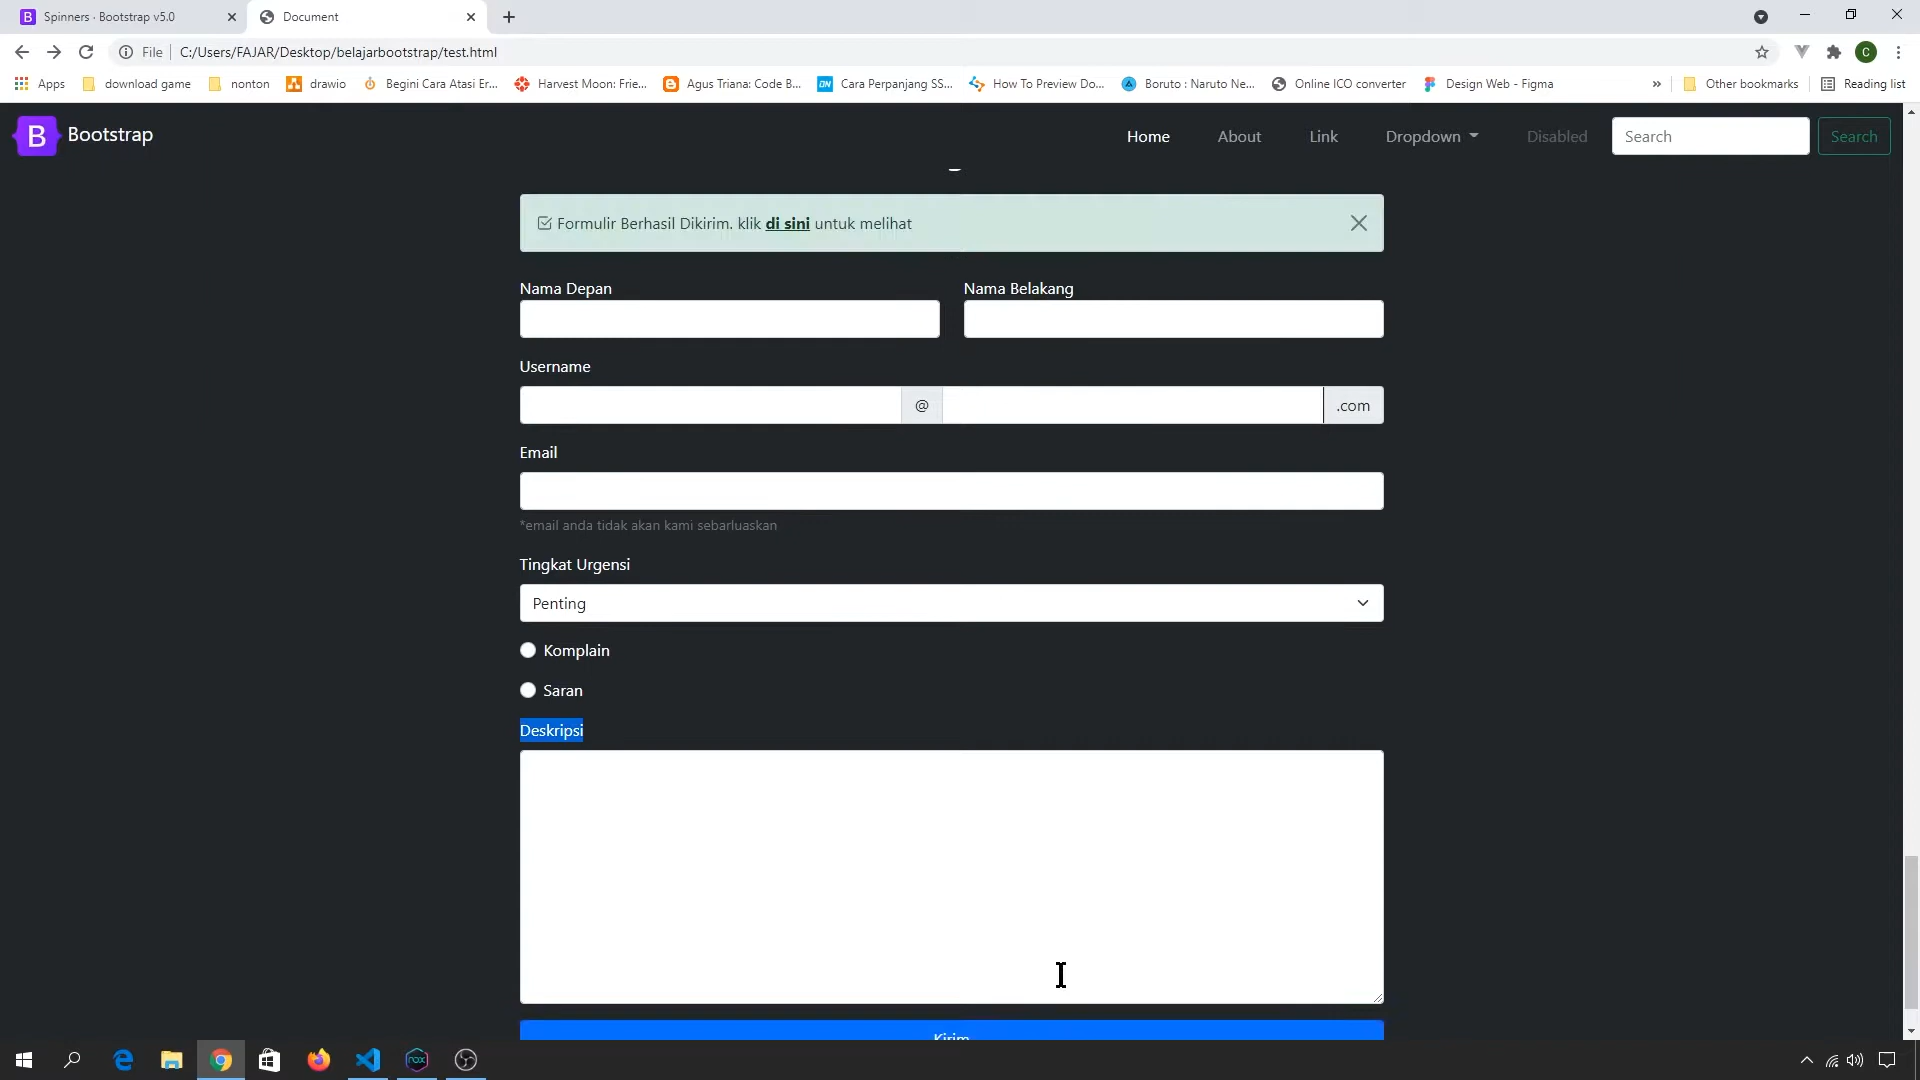 Spinners · Bootstrap v5.0
Document
File
C:/Users/FAJAR/Desktop/belajarbootstrap/test.html
C
Apps
download game
nonton
drawio
Begini Cara Atasi Er...
Harvest Moon: Frie...
Agus Triana: Code B...
Cara Perpanjang SS...
How To Preview Do...
Boruto : Naruto Ne...
Online ICO converter
Design Web - Figma
»
Other bookmarks
Reading list
B Bootstrap
Home
About
Link
Dropdown
Disabled
Search
Search
Formulir Berhasil Dikirim. klik di sini untuk melihat
Nama Depan
Nama Belakang
Username
@
.com
Email
*email anda tidak akan kami sebarluaskan
Tingkat Urgensi
Penting
Komplain
Saran
Deskripsi
Kirim